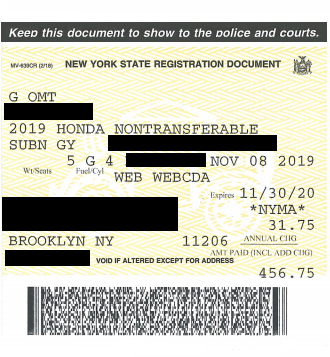 Keep this document to show to the police and courts.
MV-639CR (2/18) NEW YORK STATE REGISTRATION DOCUMENT
G OMT
2019 HONDA NONTRANSFERABLE
SUBN GY
5 G 4 NOV 08 2019
Wt/Seats Fuel/Cyl WEB WEBCDA
Expires 11/30/20
*NYMA*
31.75
BROOKLYN NY 11206 ANNUAL CHG
AMT PAID (INCL ADD CHG)
VOID IF ALTERED EXCEPT FOR ADDRESS
456.75